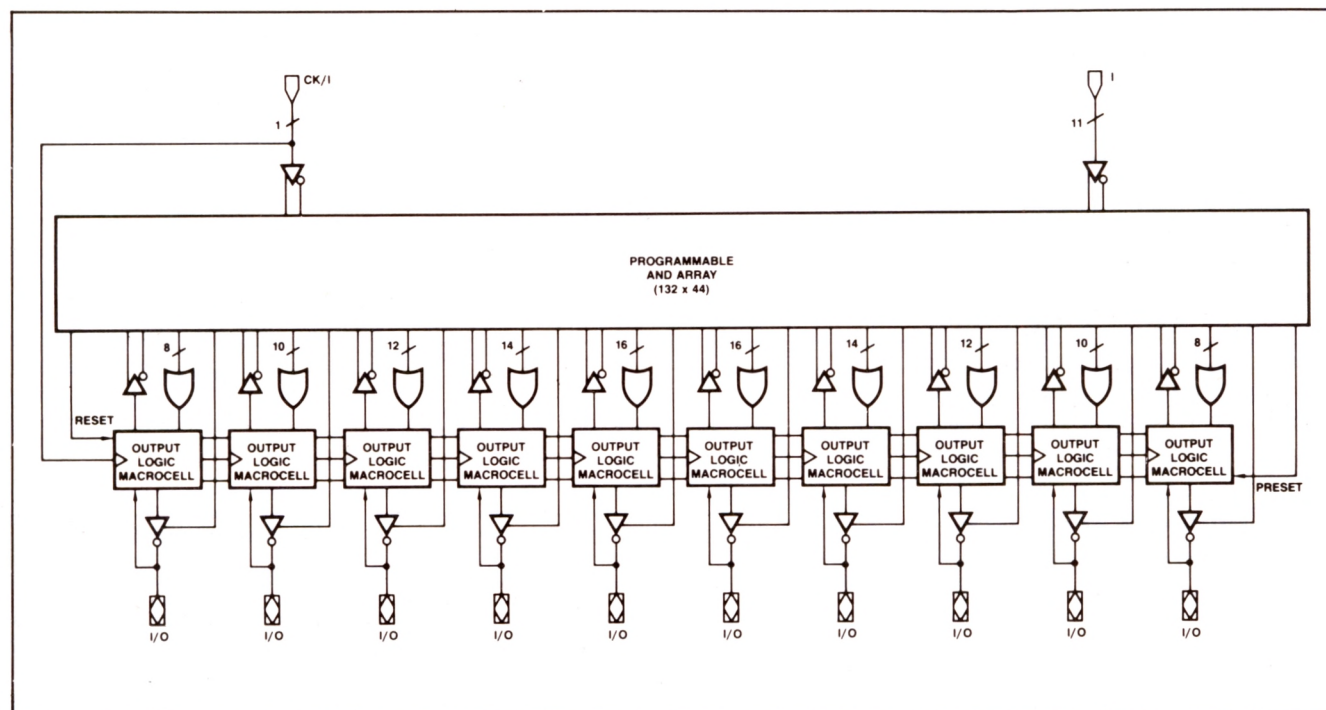 CK/I
I
1
11
PROGRAMMABLE
AND ARRAY
(132 x 44)
8
10
12
14
16
16
14
12
10
8
RESET
OUTPUT
LOGIC
MACROCELL
OUTPUT
LOGIC
MACROCELL
OUTPUT
LOGIC
MACROCELL
OUTPUT
LOGIC
MACROCELL
OUTPUT
LOGIC
MACROCELL
OUTPUT
LOGIC
MACROCELL
OUTPUT
LOGIC
MACROCELL
OUTPUT
LOGIC
MACROCELL
OUTPUT
LOGIC
MACROCELL
OUTPUT
LOGIC
MACROCELL
PRESET
I/O
I/O
I/O
I/O
I/O
I/O
I/O
I/O
I/O
I/O